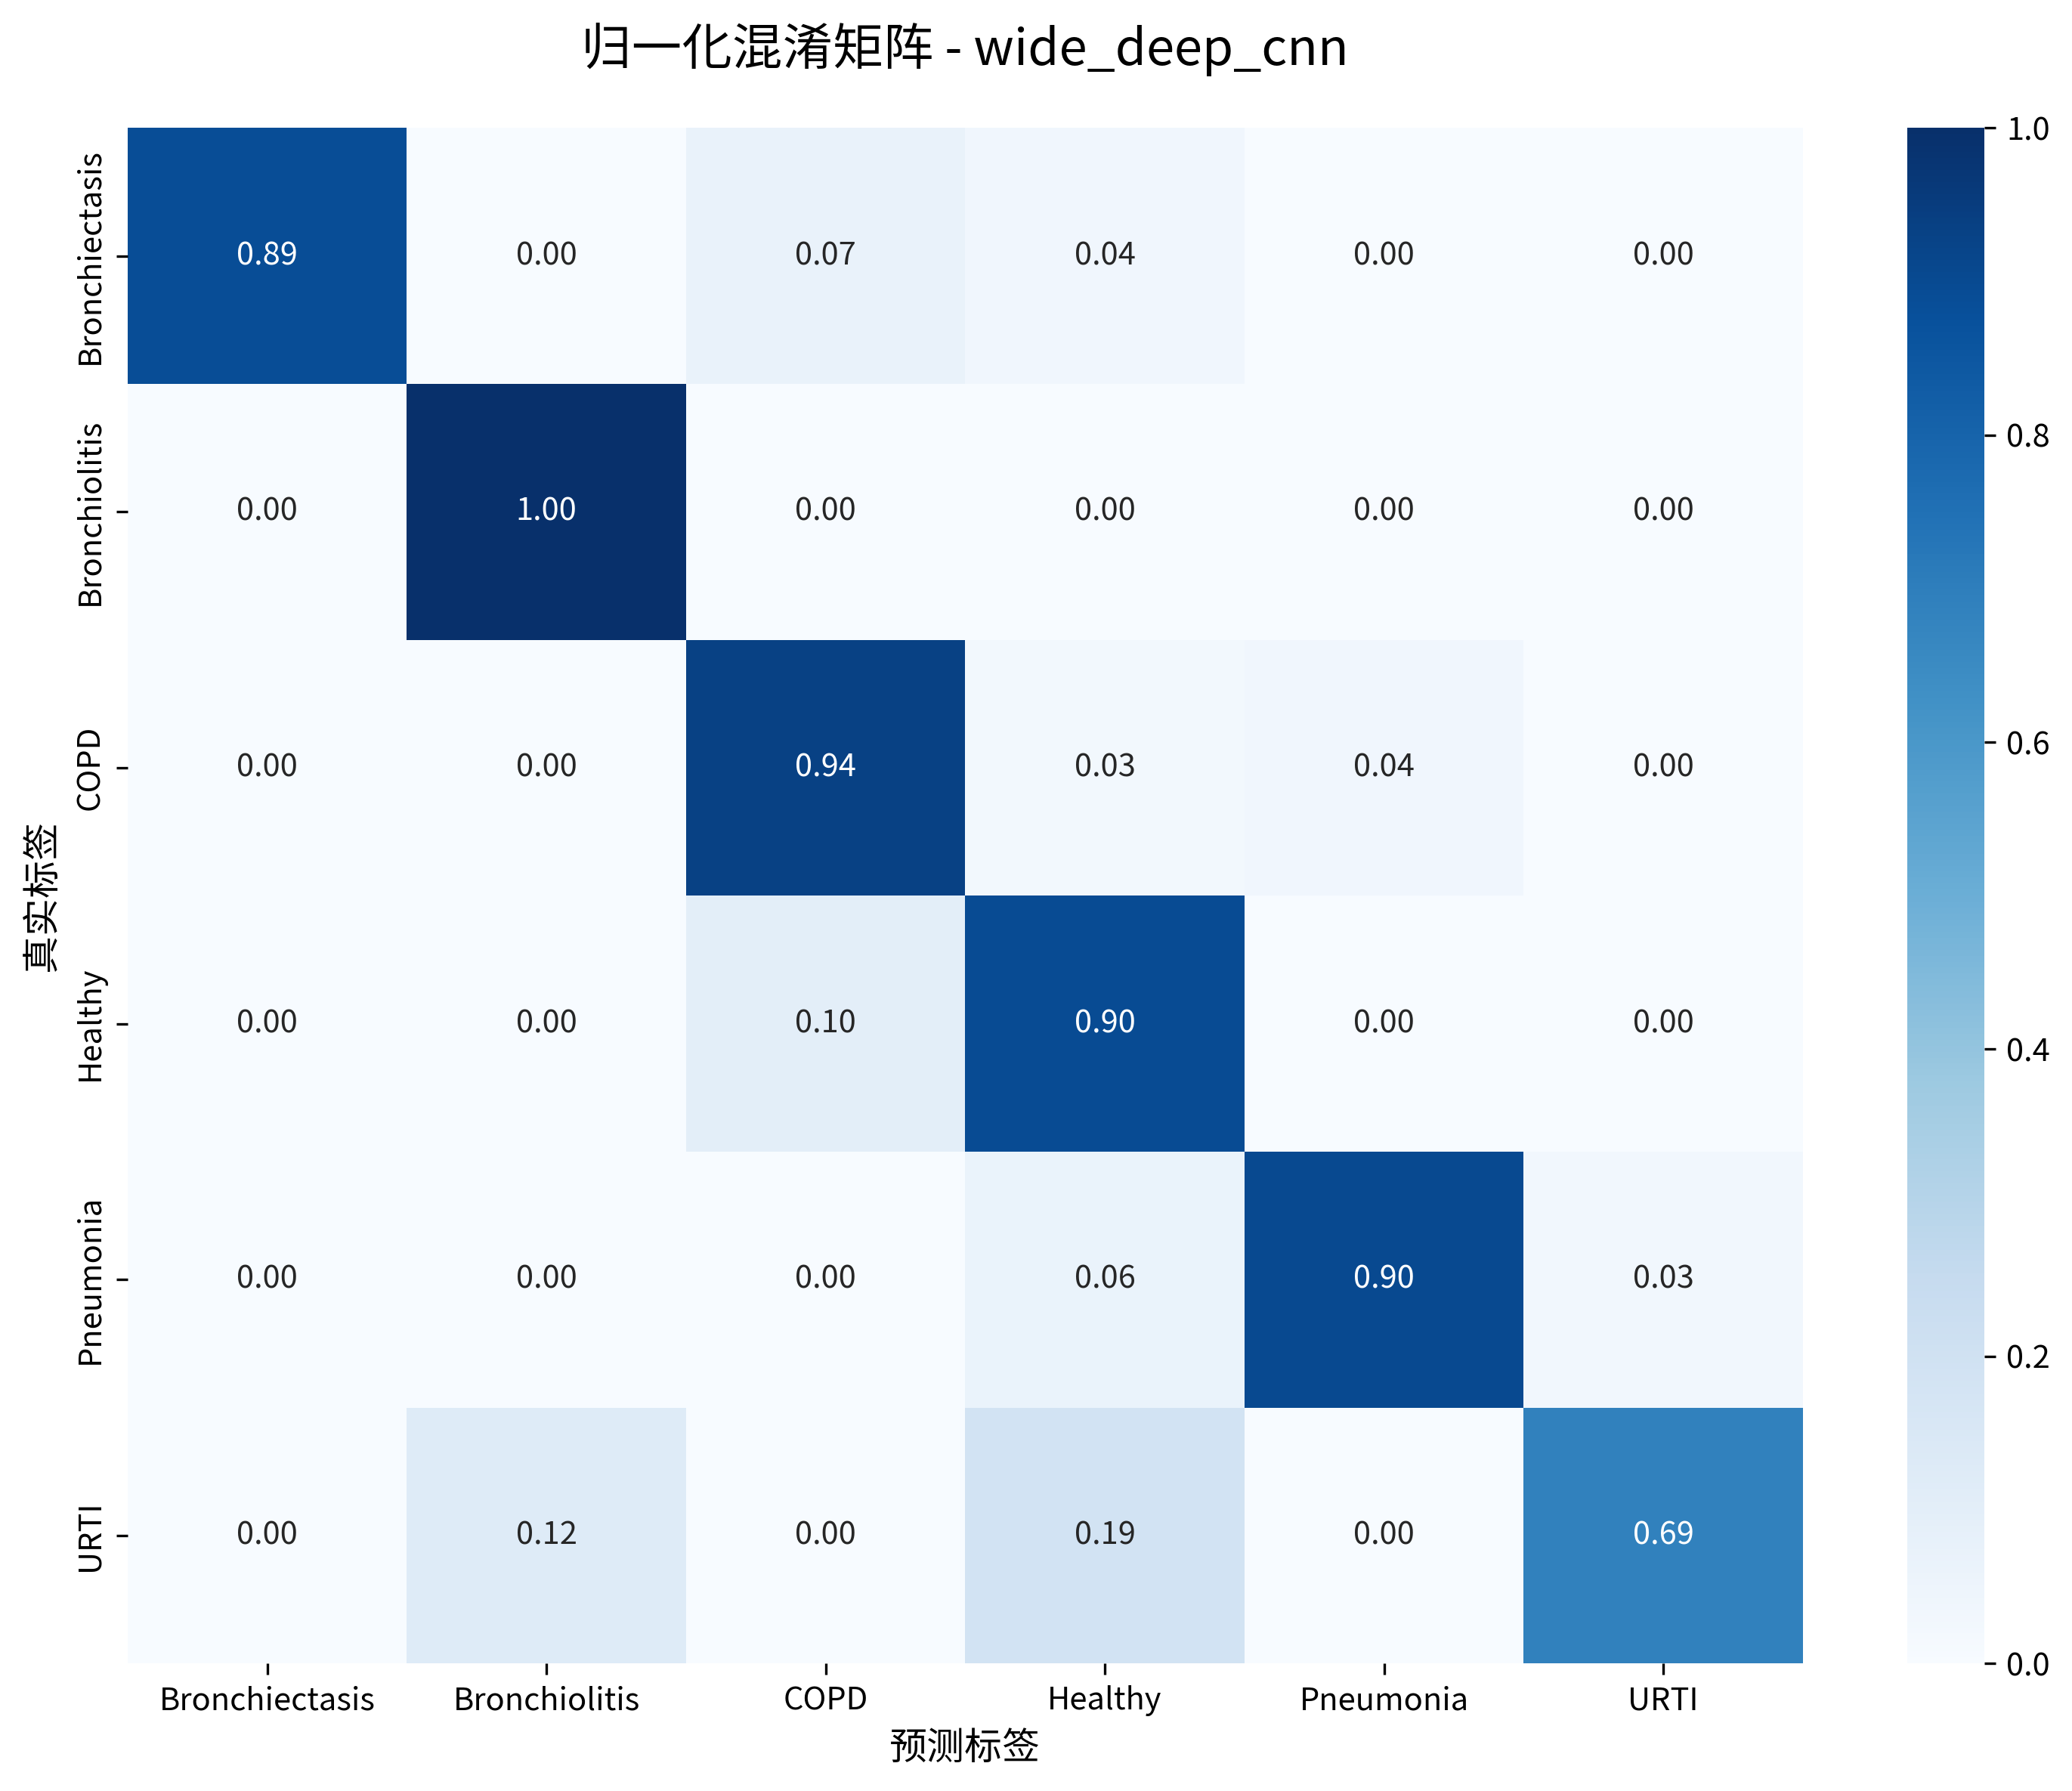 归一化混淆矩阵 - wide_deep_cnn
真实标签
Bronchiectasis 0.89 0.00 0.07 0.04 0.00 0.00
Bronchiolitis 0.00 1.00 0.00 0.00 0.00 0.00
COPD 0.00 0.00 0.94 0.03 0.04 0.00
Healthy 0.00 0.00 0.10 0.90 0.00 0.00
Pneumonia 0.00 0.00 0.00 0.06 0.90 0.03
URTI 0.00 0.12 0.00 0.19 0.00 0.69
Bronchiectasis Bronchiolitis COPD Healthy Pneumonia URTI
预测标签
1.0
0.8
0.6
0.4
0.2
0.0